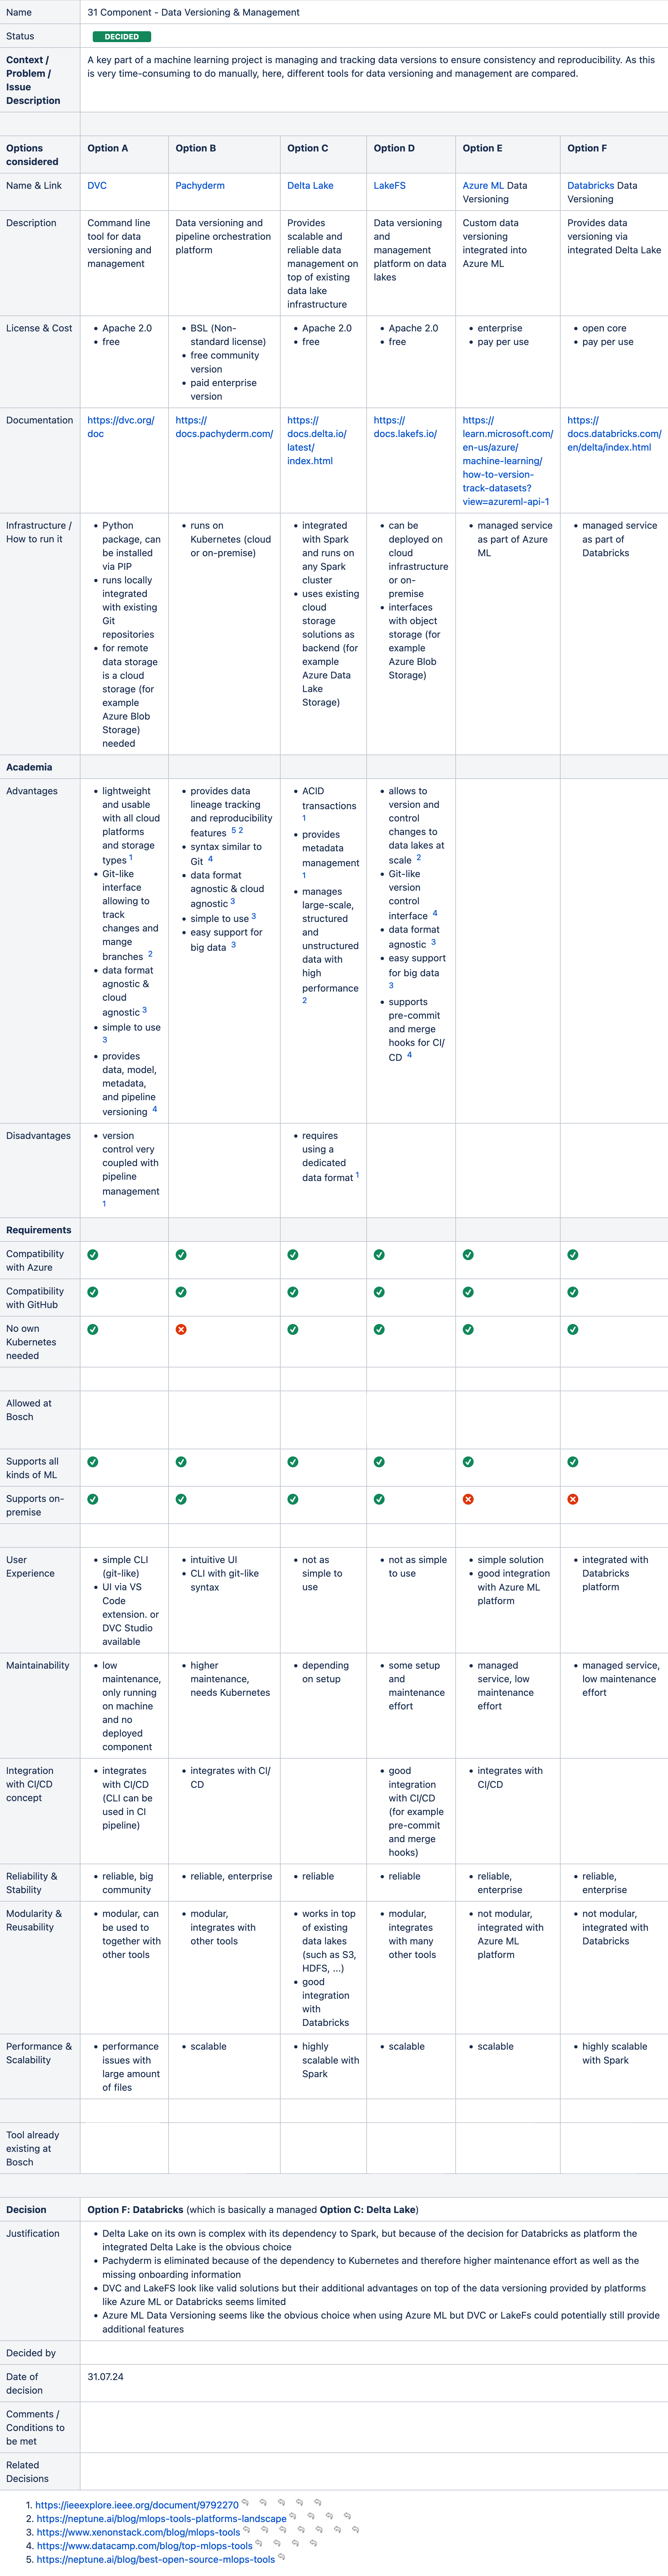 Name
31 Component - Data Versioning & Management
Status
DECIDED
Context /
Problem /
Issue
Description
A key part of a machine learning project is managing and tracking data versions to ensure consistency and reproducibility. As this
is very time-consuming to do manually, here, different tools for data versioning and management are compared.
Options
considered
Option A
Option B
Option C
Option D
Option E
Option F
Name & Link
DVC
Pachyderm
Delta Lake
LakeFS
Azure ML Data
Versioning
Databricks Data
Versioning
Description
Command line
tool for data
versioning and
management
Data versioning and
pipeline orchestration
platform
Provides
scalable and
reliable data
management on
top of existing
data lake
infrastructure
Data versioning
and
management
platform on data
lakes
Custom data
versioning
integrated into
Azure ML
Provides data
versioning via
integrated Delta Lake
License & Cost
• Apache 2.0
• free
• BSL (Non-
standard license)
• free community
version
• paid enterprise
version
• Apache 2.0
• free
• Apache 2.0
• free
• enterprise
• pay per use
• open core
• pay per use
Documentation
https://dvc.org/
doc
https://
docs.pachyderm.com/
https://
docs.delta.io/
latest/
index.html
https://
docs.lakefs.io/
https://
learn.microsoft.com/
en-us/azure/
machine-learning/
how-to-version-
track-datasets?
view=azureml-api-1
https://
docs.databricks.com/
en/delta/index.html
Infrastructure /
How to run it
• Python
package, can
be installed
via PIP
• runs locally
integrated
with existing
Git
repositories
• for remote
data storage
is a cloud
storage (for
example
Azure Blob
Storage)
needed
• runs on
Kubernetes (cloud
or on-premise)
• integrated
with Spark
and runs on
any Spark
cluster
• uses existing
cloud
storage
solutions as
backend (for
example
Azure Data
Lake
Storage)
• can be
deployed on
cloud
infrastructure
or on-
premise
• interfaces
with object
storage (for
example
Azure Blob
Storage)
• managed service
as part of Azure
ML
• managed service
as part of
Databricks
Academia
Advantages
• lightweight
and usable
with all cloud
platforms
and storage
types 1
• Git-like
interface
allowing to
track
changes and
mange
branches 2
• data format
agnostic &
cloud
agnostic 3
• simple to use
3
• provides
data, model,
metadata,
and pipeline
versioning 4
• provides data
lineage tracking
and reproducibility
features 5 2
• syntax similar to
Git 4
• data format
agnostic & cloud
agnostic 3
• simple to use 3
• easy support for
big data 3
• ACID
transactions
1
• provides
metadata
management
1
• manages
large-scale,
structured
and
unstructured
data with
high
performance
2
• allows to
version and
control
changes to
data lakes at
scale 2
• Git-like
version
control
interface 4
• data format
agnostic 3
• easy support
for big data
3
• supports
pre-commit
and merge
hooks for CI/
CD 4
Disadvantages
• version
control very
coupled with
pipeline
management
1
• requires
using a
dedicated
data format 1
Requirements
Compatibility
with Azure
Compatibility
with GitHub
No own
Kubernetes
needed
Allowed at
Bosch
Supports all
kinds of ML
Supports on-
premise
User
Experience
• simple CLI
(git-like)
• UI via VS
Code
extension. or
DVC Studio
available
• intuitive UI
• CLI with git-like
syntax
• not as
simple to
use
• not as simple
to use
• simple solution
• good integration
with Azure ML
platform
• integrated with
Databricks
platform
Maintainability
• low
maintenance,
only running
on machine
and no
deployed
component
• higher
maintenance,
needs Kubernetes
• depending
on setup
• some setup
and
maintenance
effort
• managed
service, low
maintenance
effort
• managed service,
low maintenance
effort
Integration
with CI/CD
concept
• integrates
with CI/CD
(CLI can be
used in CI
pipeline)
• integrates with CI/
CD
• good
integration
with CI/CD
(for example
pre-commit
and merge
hooks)
• integrates with
CI/CD
Reliability &
Stability
• reliable, big
community
• reliable, enterprise
• reliable
• reliable
• reliable,
enterprise
• reliable,
enterprise
Modularity &
Reusability
• modular, can
be used to
together with
other tools
• modular,
integrates with
other tools
• works in top
of existing
data lakes
(such as S3,
HDFS, ...)
• good
integration
with
Databricks
• modular,
integrates
with many
other tools
• not modular,
integrated with
Azure ML
platform
• not modular,
integrated with
Databricks
Performance &
Scalability
• performance
issues with
large amount
of files
• scalable
• highly
scalable with
Spark
• scalable
• scalable
• highly scalable
with Spark
Tool already
existing at
Bosch
Decision
Option F: Databricks (which is basically a managed Option C: Delta Lake)
Justification
• Delta Lake on its own is complex with its dependency to Spark, but because of the decision for Databricks as platform the
integrated Delta Lake is the obvious choice
• Pachyderm is eliminated because of the dependency to Kubernetes and therefore higher maintenance effort as well as the
missing onboarding information
• DVC and LakeFS look like valid solutions but their additional advantages on top of the data versioning provided by platforms
like Azure ML or Databricks seems limited
• Azure ML Data Versioning seems like the obvious choice when using Azure ML but DVC or LakeFs could potentially still provide
additional features
Decided by
Date of
decision
31.07.24
Comments /
Conditions to
be met
Related
Decisions
1. https://ieeexplore.ieee.org/document/9792270
2. https://neptune.ai/blog/mlops-tools-platforms-landscape
3. https://www.xenonstack.com/blog/mlops-tools
4. https://www.datacamp.com/blog/top-mlops-tools
5. https://neptune.ai/blog/best-open-source-mlops-tools